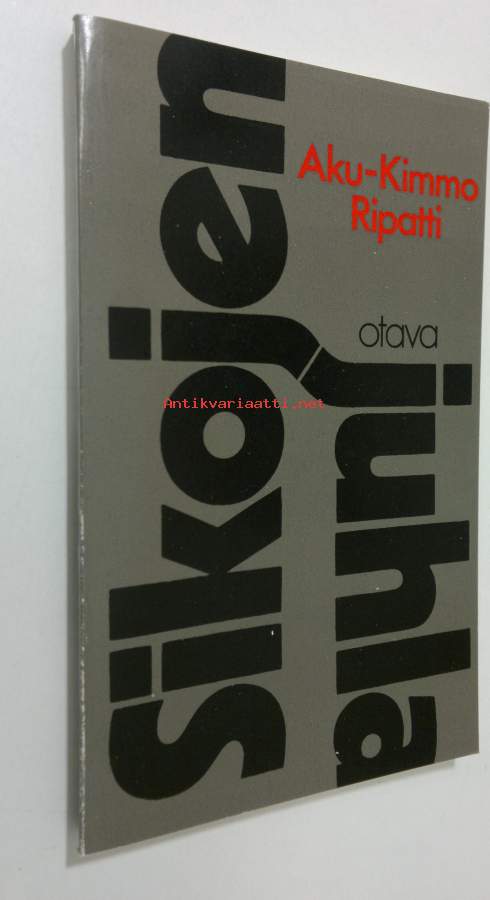 Sikojen
juhla
Aku-Kimmo
Ripatti
otava
Antikvariaatti.net